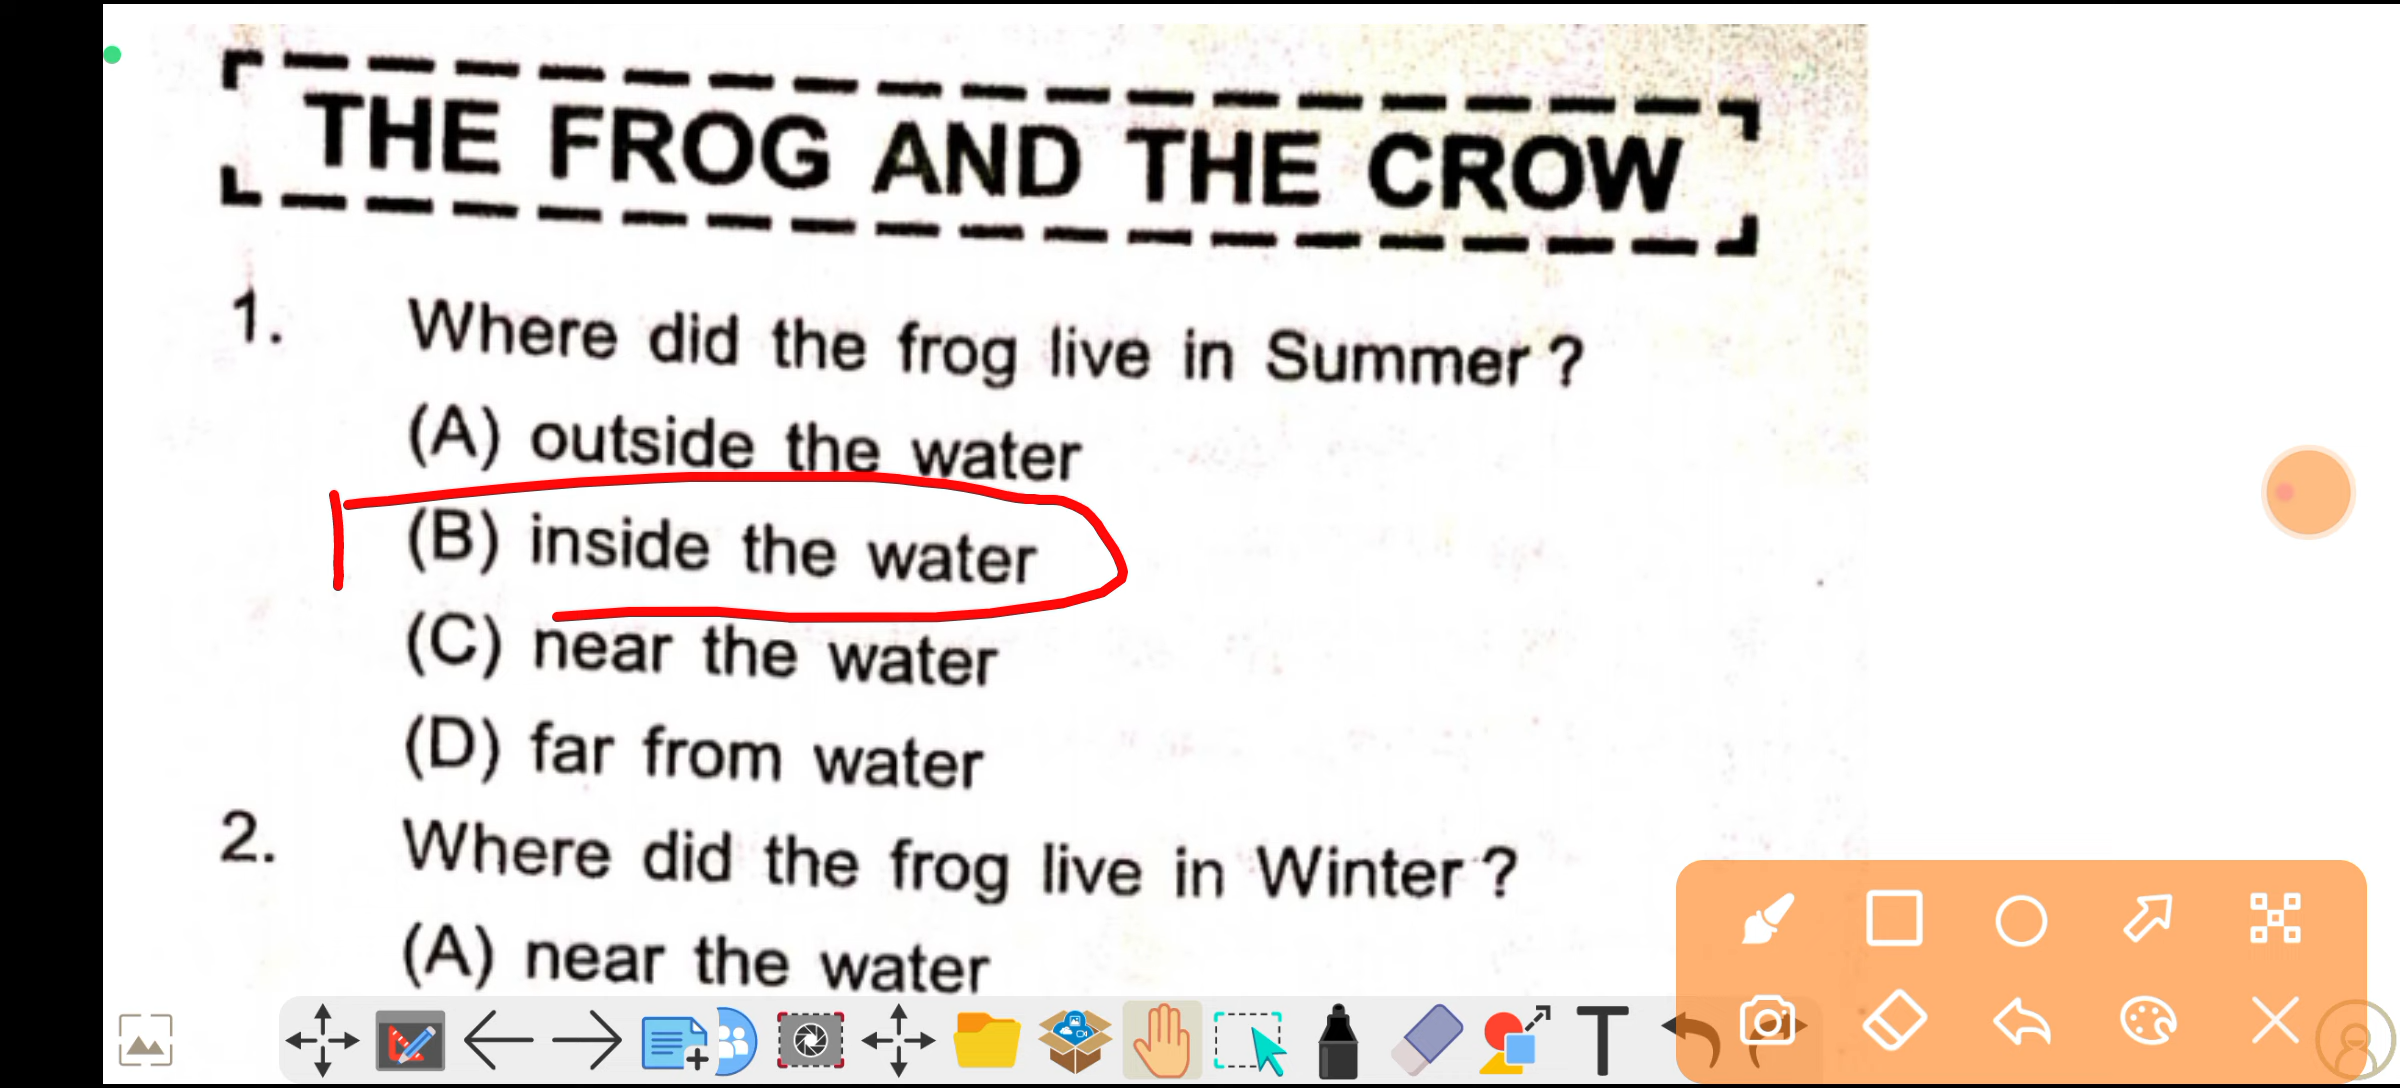 THE FROG AND THE CROW
1. Where did the frog live in Summer ?
(A) outside the water
(B) inside the water
(C) near the water
(D) far from water
2. Where did the frog live in Winter ?
(A) near the water